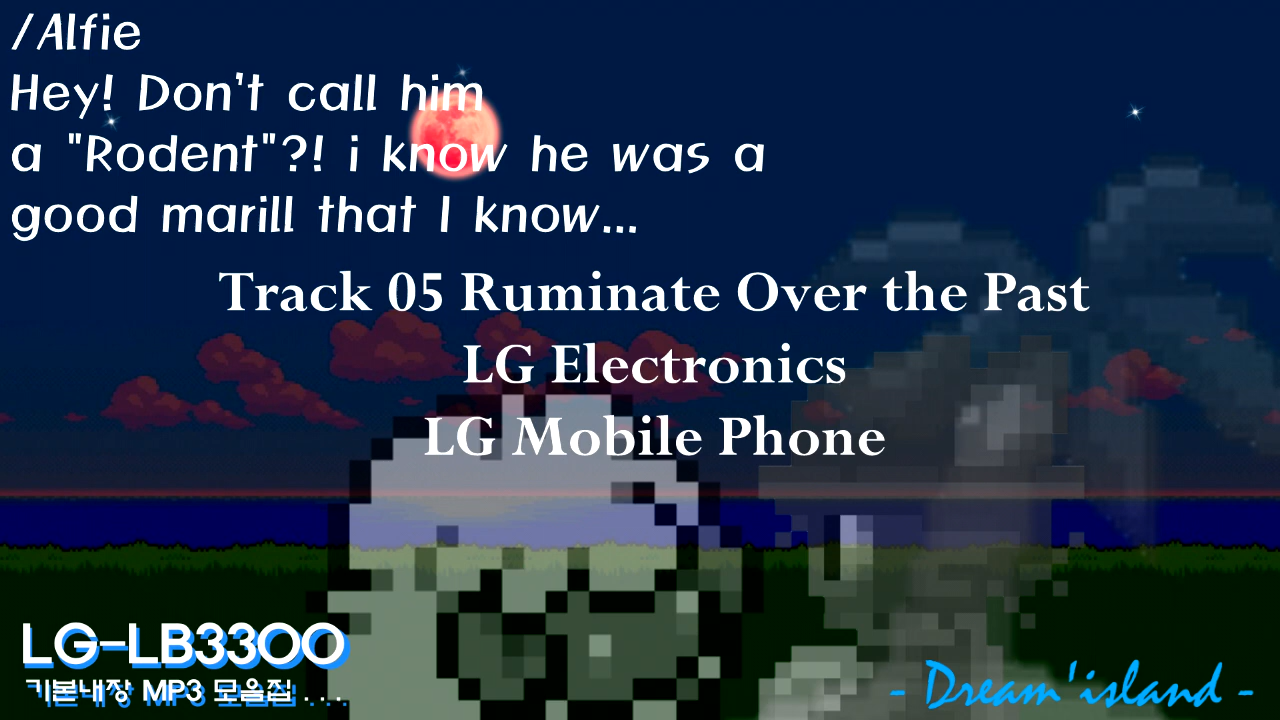 /Alfie
Hey! Don't call him
a "Rodent"?! i know he was a
good marill that I know...
Track 05 Ruminate Over the Past
LG Electronics
LG Mobile Phone
LG-LB3300
기본내장 MP3 모음집 . . .
- Dream'island -